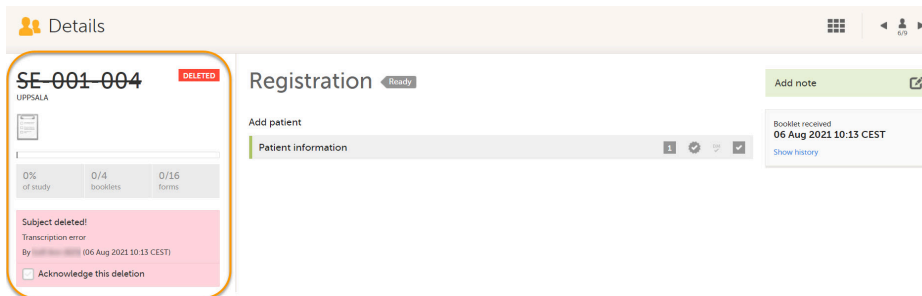 Details
6/9
SE-001-004
DELETED
UPPSALA
0%
of study
0/4
booklets
0/16
forms
Subject deleted!
Transcription error
By (06 Aug 2021 10:13 CEST)
Acknowledge this deletion
Registration
Ready
Add patient
Patient information
1
Add note
Booklet received
06 Aug 2021 10:13 CEST
Show history